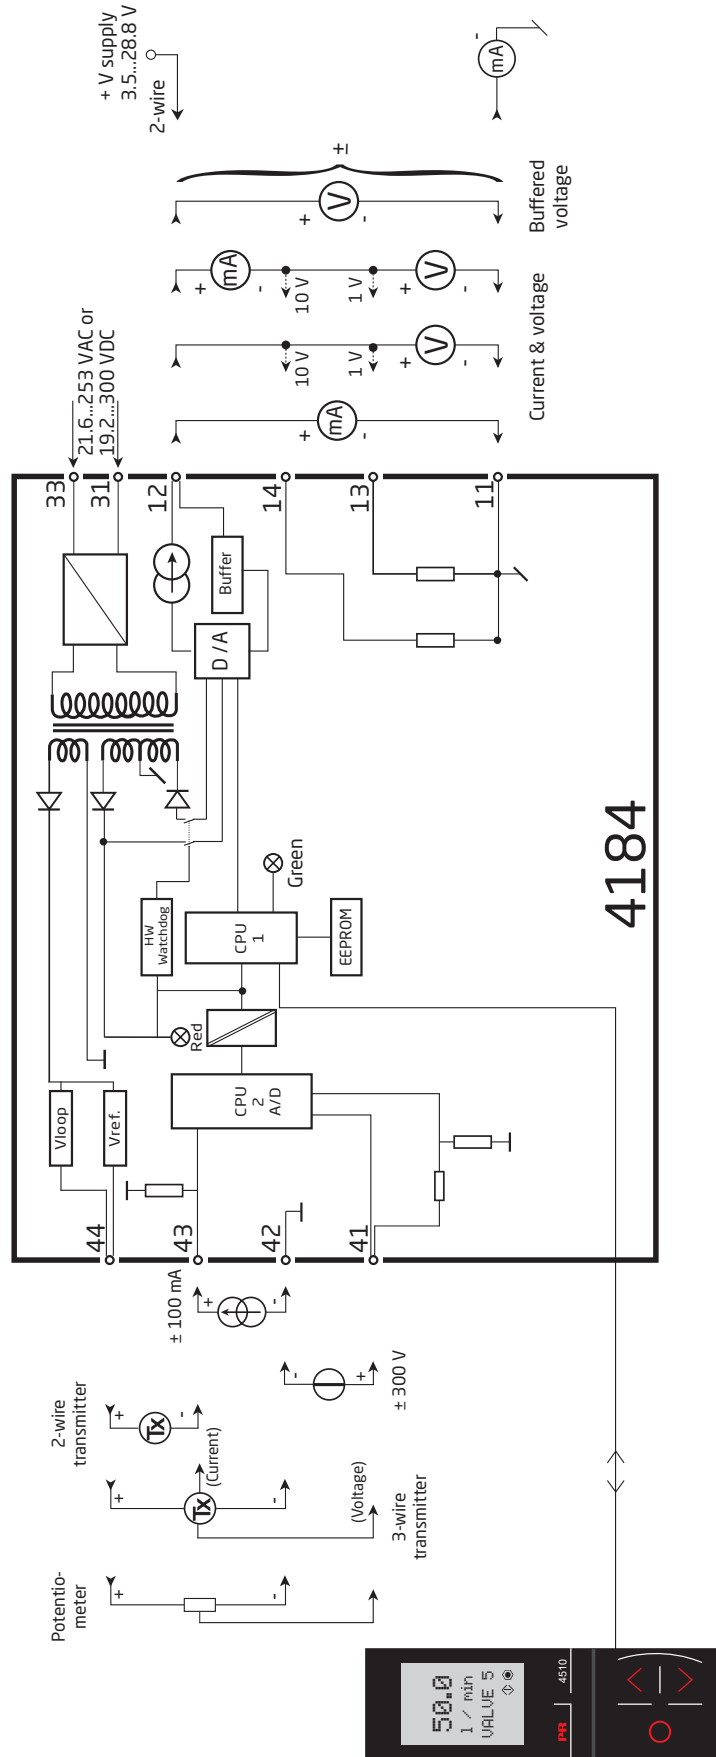 + V supply
3.5...28.8 V
2-wire
-
mA
±
+
V
-
Buffered
voltage
+
mA
-
10 V
1 V
+
V
-
10 V
1 V
+
V
-
Current & voltage
+
mA
-
21.6...253 VAC or
19.2...300 VDC
33
31
12
14
13
11
Buffer
D/A
Green
HW
Watchdog
CPU
1
EEPROM
Red
CPU
2
A/D
Vloop
Vref.
4184
44
43
42
41
± 100 mA
+
-
-
+
± 300 V
2-wire
transmitter
+
Tx
-
(Current)
+
Tx
-
(Voltage)
3-wire
transmitter
Potentio-
meter
+
-
50.0
l / min
VALVE 5
PR
4510